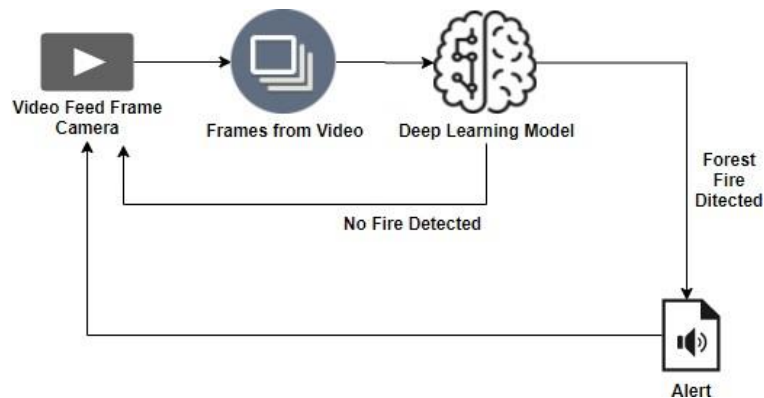 Video Feed Frame
Camera
Frames from Video
Deep Learning Model
No Fire Detected
Forest
Fire
Ditected
Alert